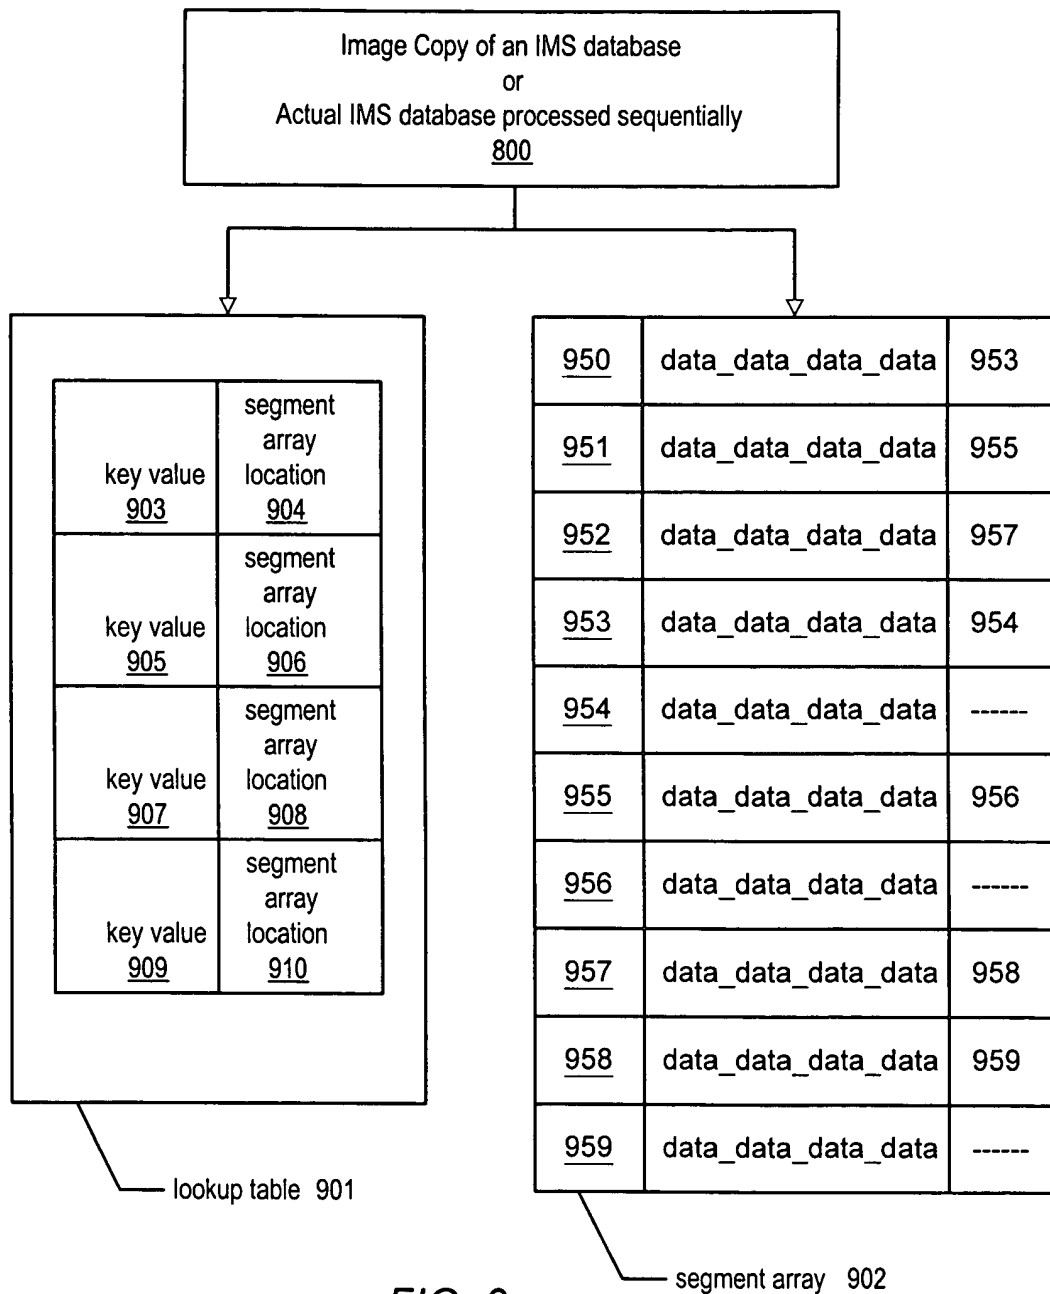 Image Copy of an IMS database
or
Actual IMS database processed sequentially
800
segment
array
key value location
903 904
segment
array
key value location
905 906
segment
array
key value location
907 908
segment
array
key value location
909 910
lookup table 901
950 data_data_data_data 953
951 data_data_data_data 955
952 data_data_data_data 957
953 data_data_data_data 954
954 data_data_data_data ------
955 data_data_data_data 956
956 data_data_data_data ------
957 data_data_data_data 958
958 data_data_data_data 959
959 data_data_data_data ------
segment array 902